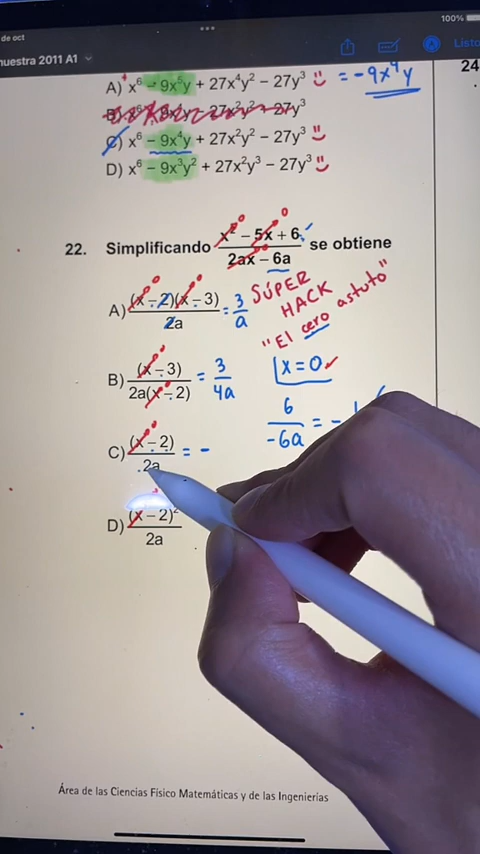 de oct
100%
nuestra 2011 A1
Listo
A) x⁶ – 9x⁵y + 27x⁴y² – 27y³ = -9x⁴y
24
C) x⁶ – 9x⁴y + 27x²y² – 27y³
D) x⁶ – 9x³y² + 27x²y³ – 27y³
22. Simplificando (x² – 5x + 6)/(2ax – 6a) se obtiene
A) (x – 2)(x – 3)/2a = 3/a
SÚPER
HACK
"El cero astuto"
B) (x – 3)/2a(x – 2) = 3/4a
x=0
6/-6a = -
C) (x – 2)/2a = -
D) (x – 2)²/2a
Área de las Ciencias Físico Matemáticas y de las Ingenierías